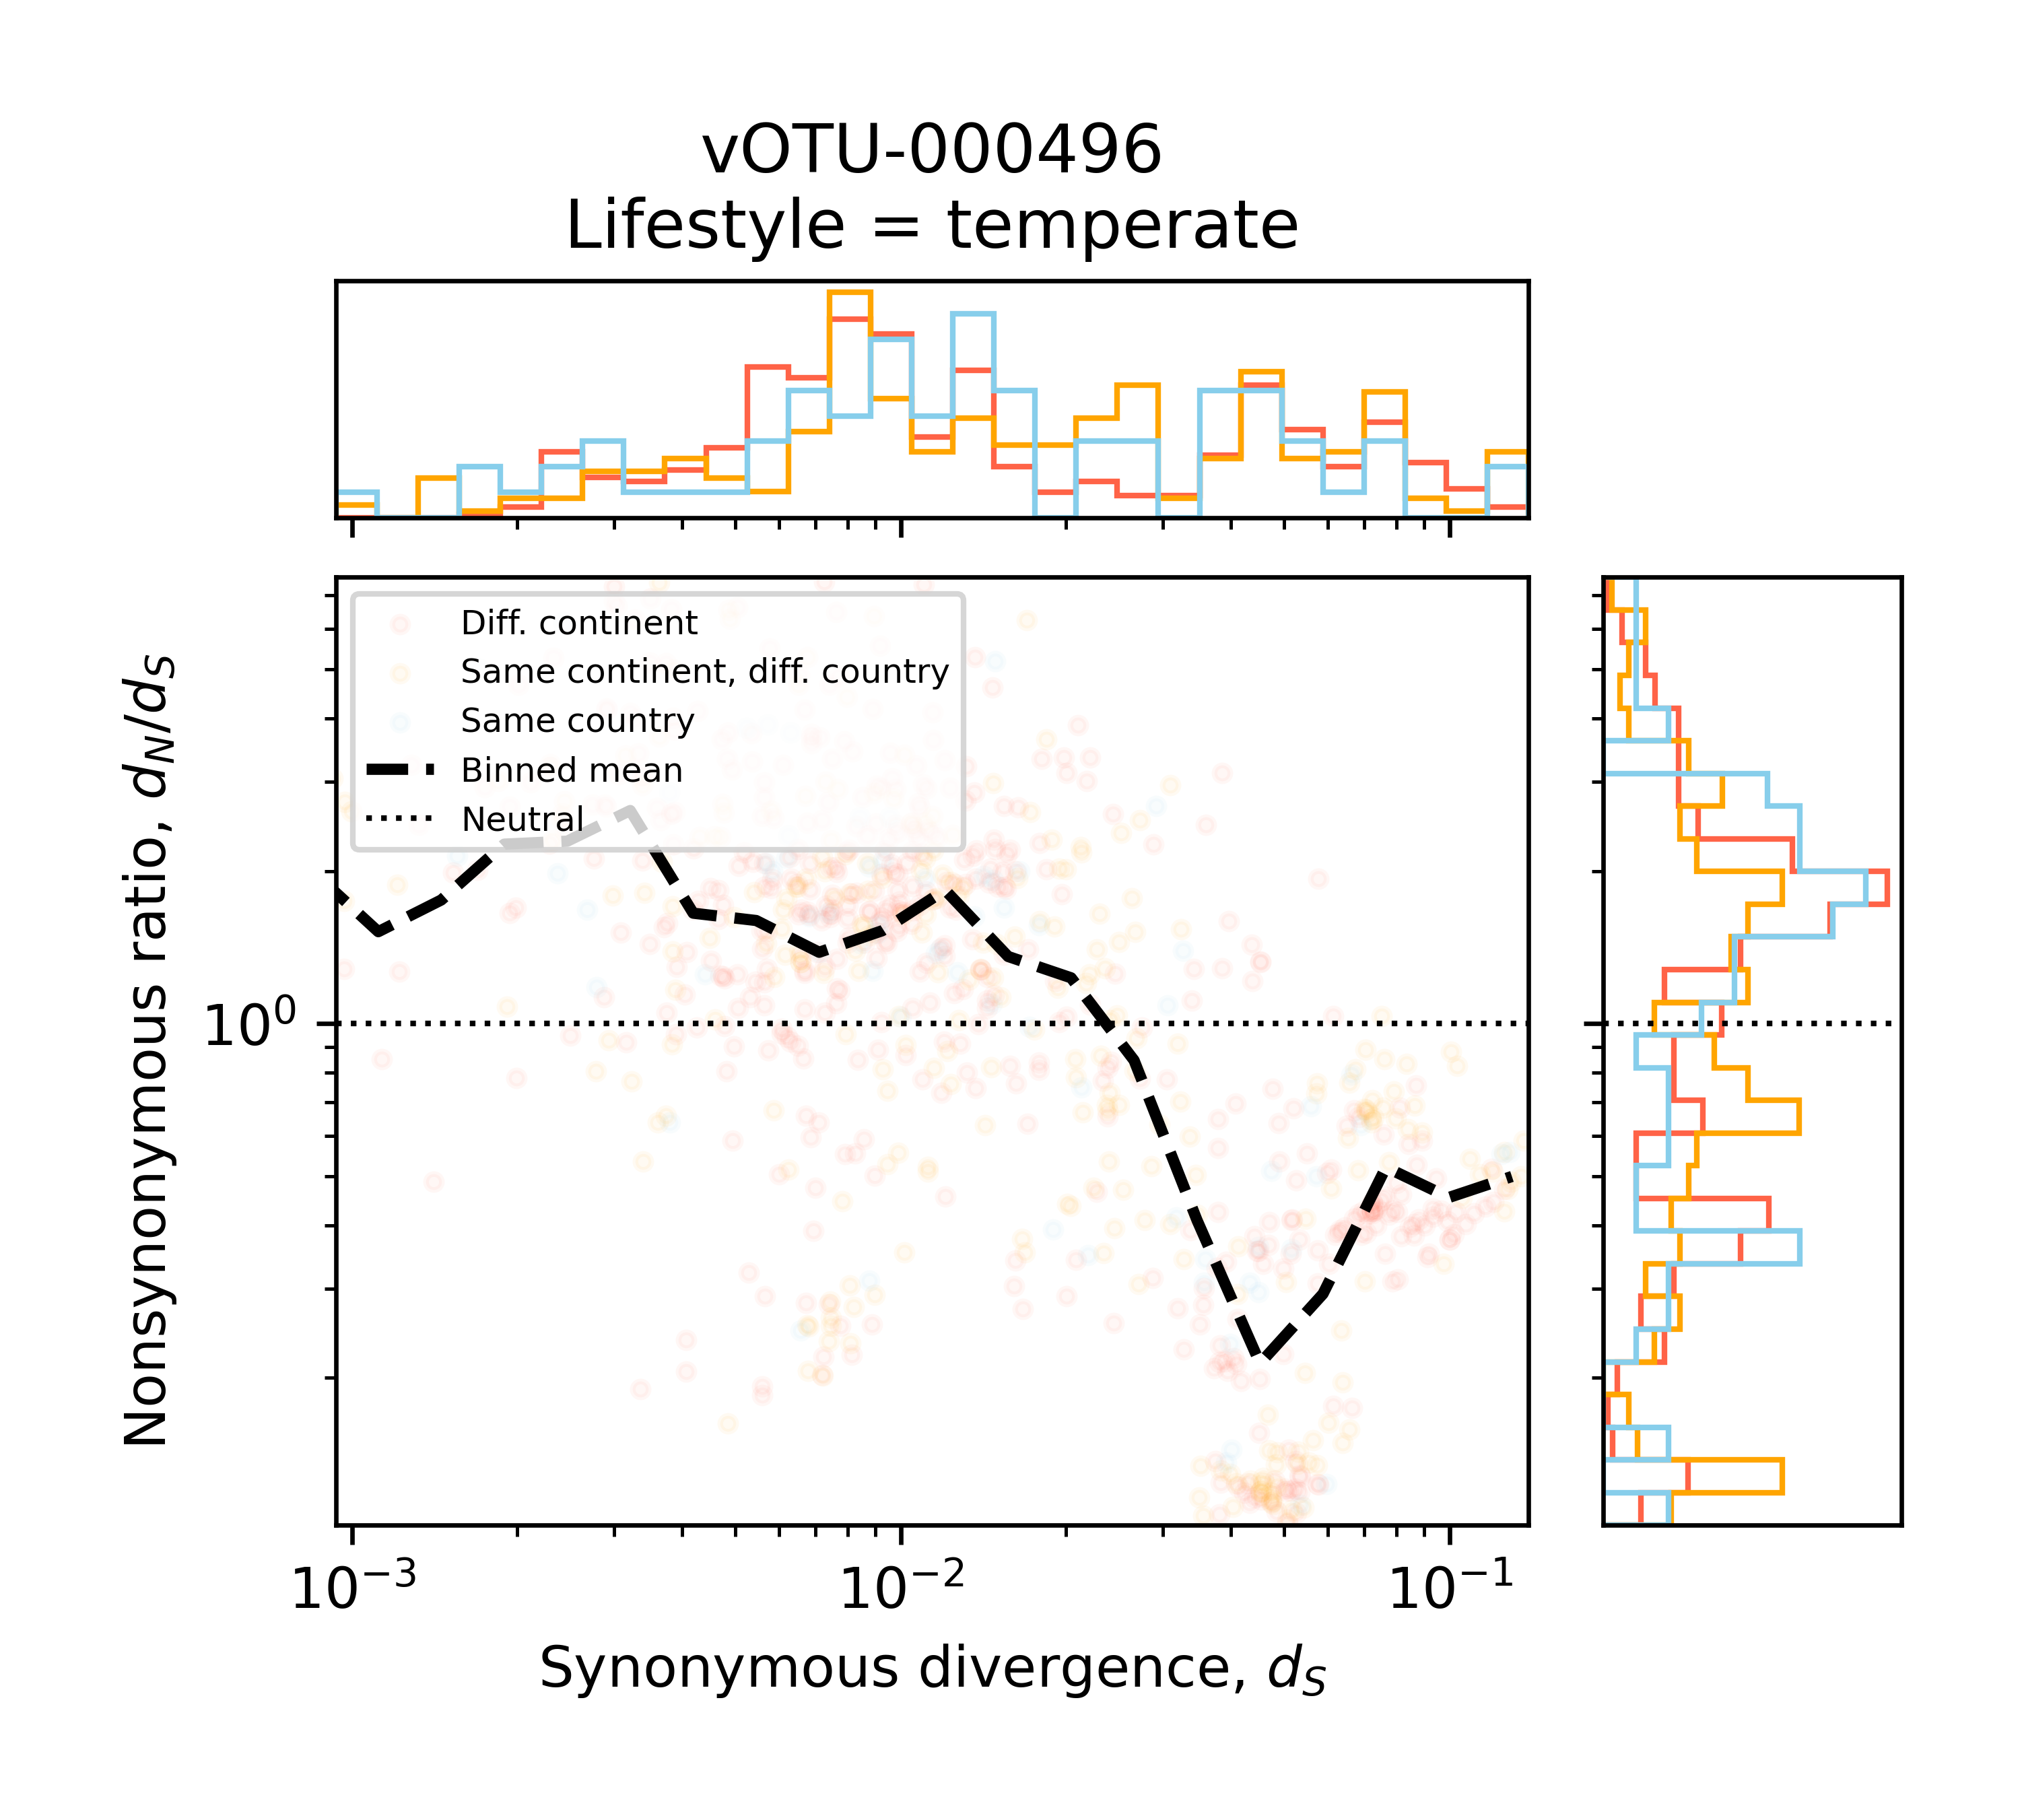 vOTU-000496
Lifestyle = temperate
Diff. continent
Same continent, diff. country
Same country
Binned mean
Neutral
Nonsynonymous ratio, $d_N/d_S$
$10^0$
$10^{-3}$ $10^{-2}$ $10^{-1}$
Synonymous divergence, $d_S$